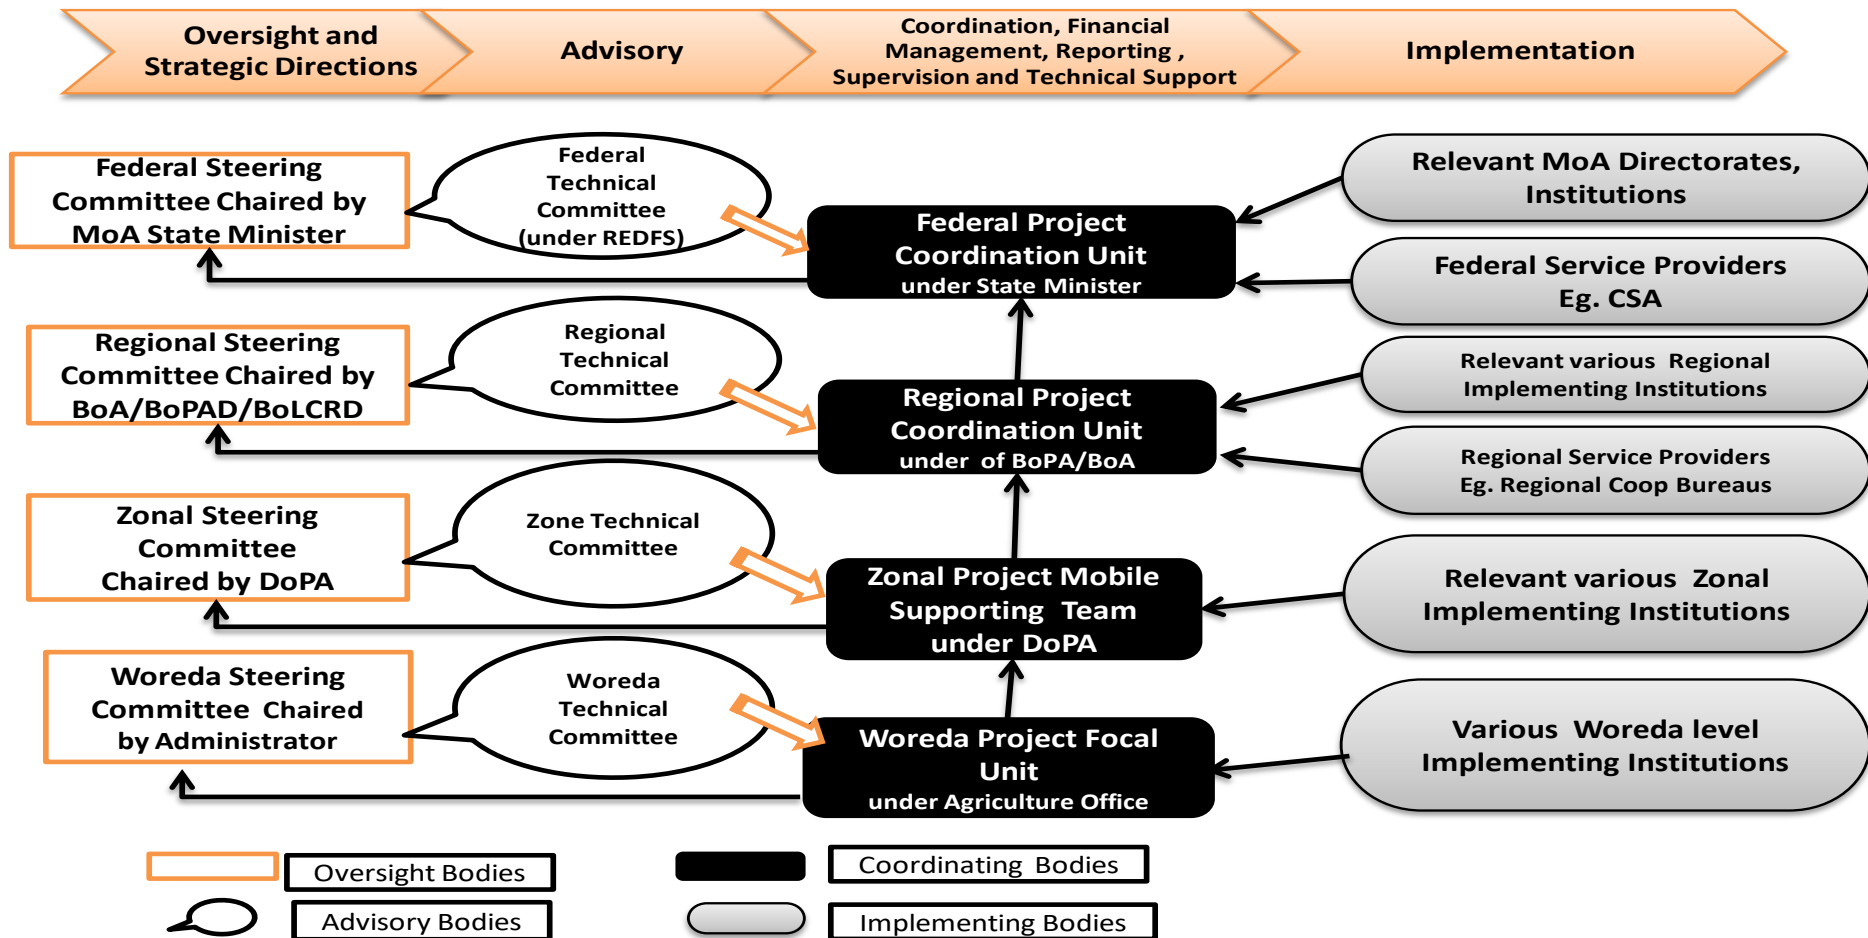 Oversight and
Strategic Directions
Advisory
Coordination, Financial
Management, Reporting ,
Supervision and Technical Support
Implementation
Federal Steering
Committee Chaired by
MoA State Minister
Federal
Technical
Committee
(under REDFS)
Federal Project
Coordination Unit
under State Minister
Relevant MoA Directorates,
Institutions
Federal Service Providers
Eg. CSA
Regional Steering
Committee Chaired by
BoA/BoPAD/BoLCRD
Regional
Technical
Committee
Regional Project
Coordination Unit
under of BoPA/BoA
Relevant various Regional
Implementing Institutions
Regional Service Providers
Eg. Regional Coop Bureaus
Zonal Steering
Committee
Chaired by DoPA
Zone Technical
Committee
Zonal Project Mobile
Supporting Team
under DoPA
Relevant various Zonal
Implementing Institutions
Woreda Steering
Committee Chaired
by Administrator
Woreda
Technical
Committee
Woreda Project Focal
Unit
under Agriculture Office
Various Woreda level
Implementing Institutions
Oversight Bodies
Coordinating Bodies
Advisory Bodies
Implementing Bodies